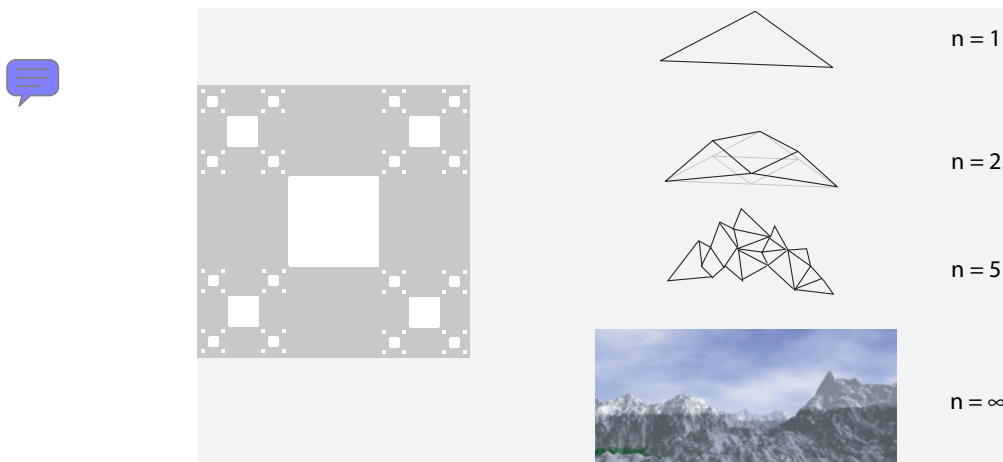 n = 1
n = 2
n = 5
n = ∞